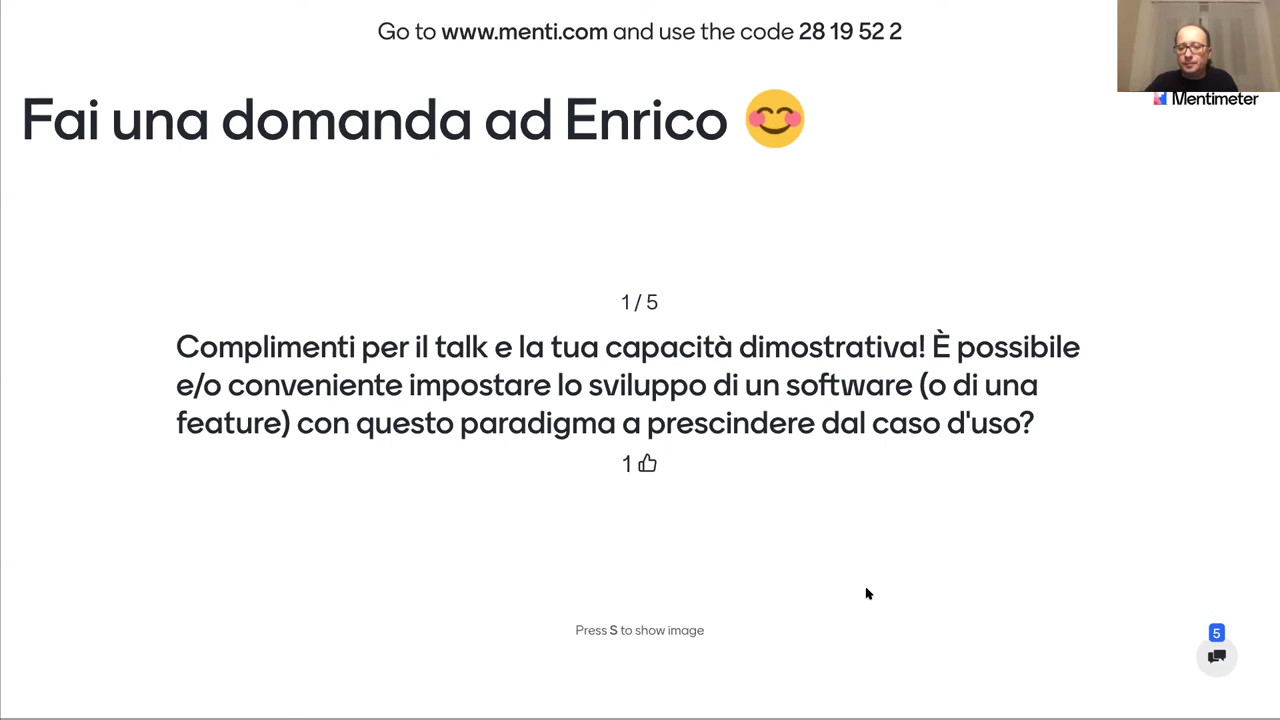 Go to www.menti.com and use the code 28 19 52 2
Mentimeter
Fai una domanda ad Enrico 😊
1 / 5
Complimenti per il talk e la tua capacità dimostrativa! È possibile
e/o conveniente impostare lo sviluppo di un software (o di una
feature) con questo paradigma a prescindere dal caso d'uso?
1
Press S to show image
5